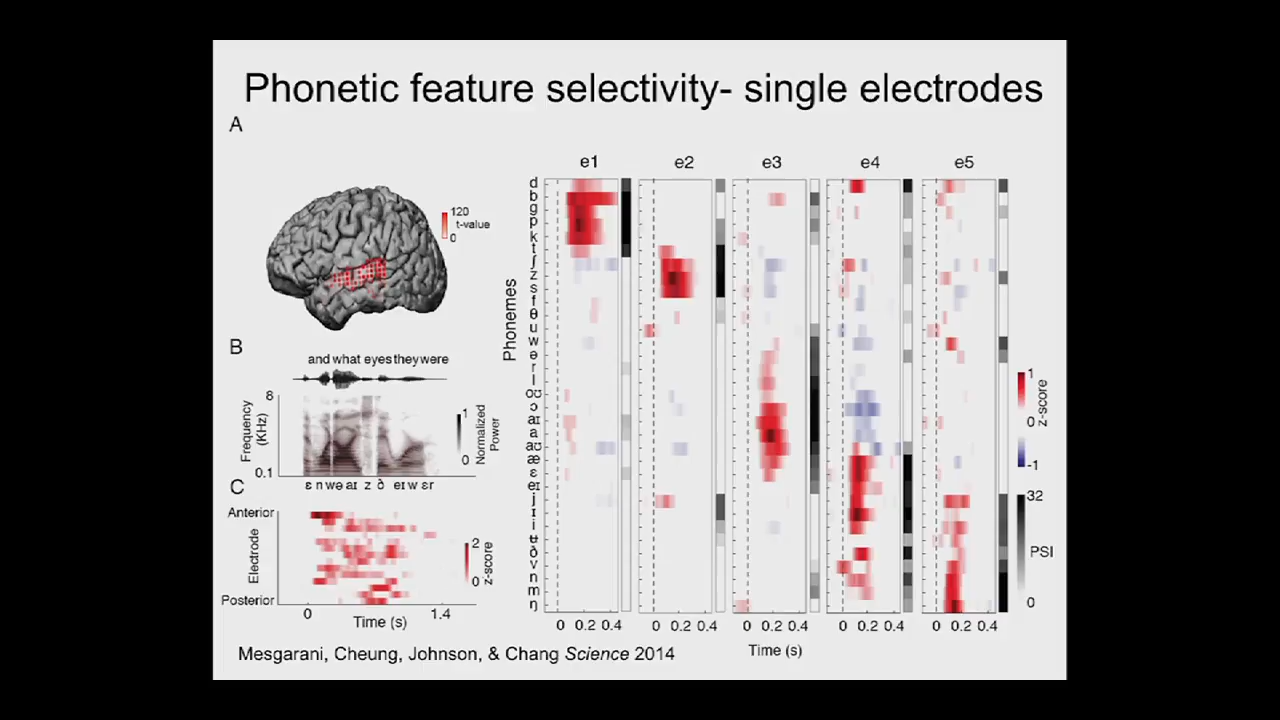 Phonetic feature selectivity- single electrodes
A
120
t-value
0
B
and what eyes they were
8
Frequency
(KHz)
0.1
1
0
Normalized
Power
ɛ n wə aɪ z ð eɪ w ɛr
C
Anterior
Electrode
Posterior
2
z-score
0
0 1.4
Time (s)
e1 e2 e3 e4 e5
Phonemes
d
b
g
p
k
t
ʃ
z
s
f
θ
u
w
ə
r
l
oʊ
ɔ
aɪ
a
aʊ
æ
ɛ
eɪ
j
ɪ
i
ʉ
ð
v
n
m
ŋ
0 0.2 0.4 0 0.2 0.4 0 0.2 0.4 0 0.2 0.4 0 0.2 0.4
Time (s)
1
0
z-score
-1
32
PSI
0
Mesgarani, Cheung, Johnson, & Chang Science 2014